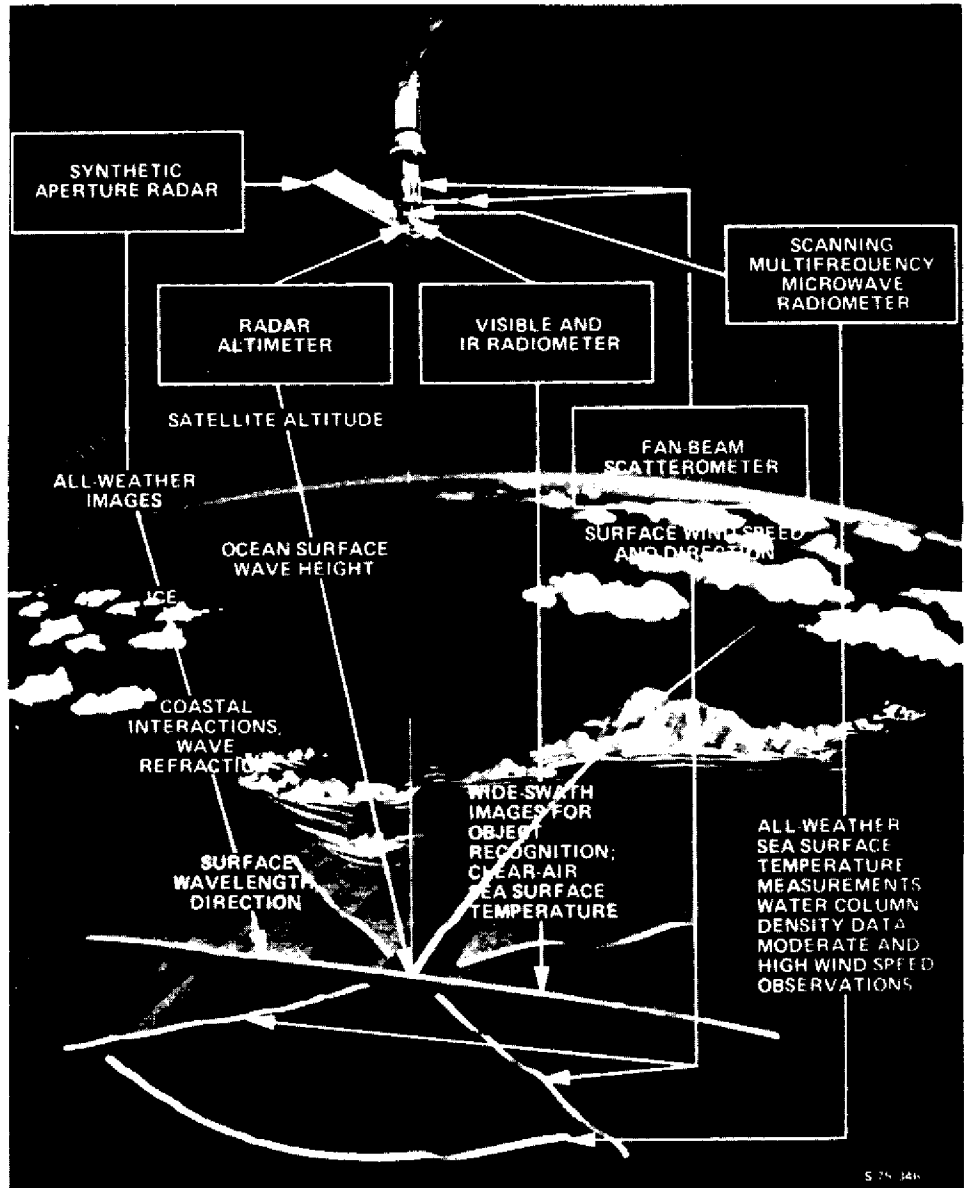 SYNTHETIC
APERTURE RADAR
SCANNING
MULTIFREQUENCY
MICROWAVE
RADIOMETER
RADAR
ALTIMETER
VISIBLE AND
IR RADIOMETER
SATELLITE ALTITUDE
FAN-BEAM
SCATTEROMETER
ALL-WEATHER
IMAGES
SURFACE WIND SPEED
AND DIRECTION
OCEAN SURFACE
WAVE HEIGHT
ICE
COASTAL
INTERACTIONS,
WAVE
REFRACTION
WIDE-SWATH
IMAGES FOR
OBJECT
RECOGNITION;
CLEAR-AIR
SEA SURFACE
TEMPERATURE
ALL-WEATHER
SEA SURFACE
TEMPERATURE
MEASUREMENTS
WATER COLUMN
DENSITY DATA
MODERATE AND
HIGH WIND SPEED
OBSERVATIONS
SURFACE
WAVELENGTH,
DIRECTION